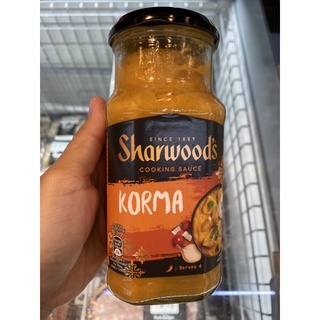 SINCE 1889
Sharwood's
COOKING SAUCE
KORMA
Serves 4